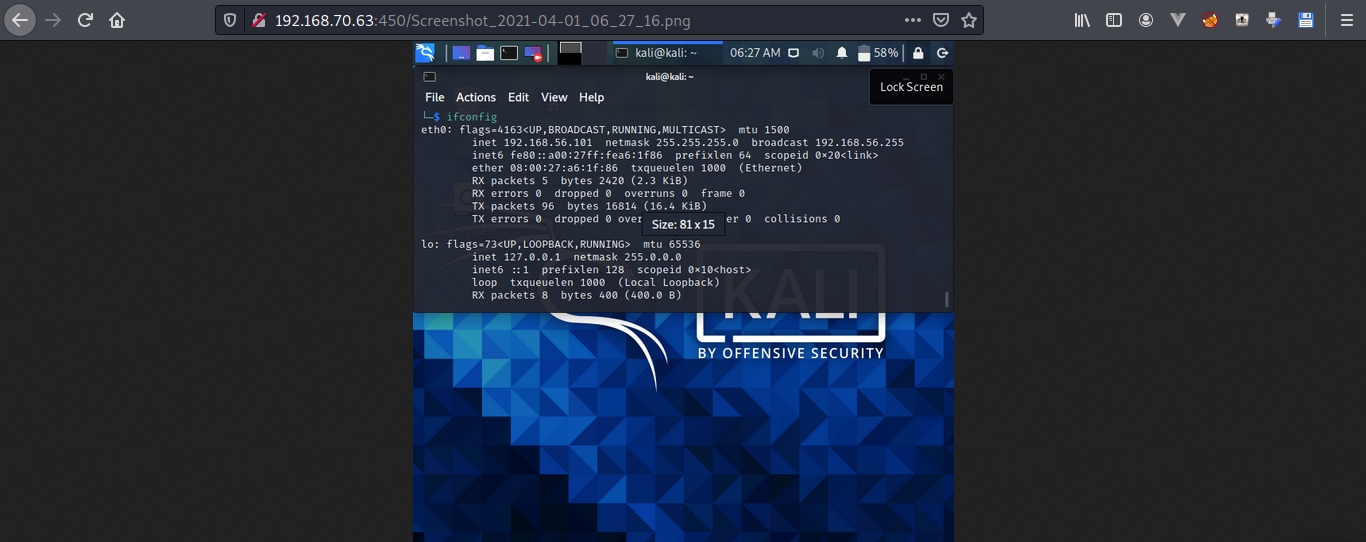 192.168.70.63:450/Screenshot_2021-04-01_06_27_16.png
kali@kali: ~ 06:27 AM 58%
kali@kali: ~
Lock Screen
File Actions Edit View Help
└─$ ifconfig
eth0: flags=4163<UP,BROADCAST,RUNNING,MULTICAST> mtu 1500
inet 192.168.56.101 netmask 255.255.255.0 broadcast 192.168.56.255
inet6 fe80::a00:27ff:fea6:1f86 prefixlen 64 scopeid 0×20<link>
ether 08:00:27:a6:1f:86 txqueuelen 1000 (Ethernet)
RX packets 5 bytes 2420 (2.3 KiB)
RX errors 0 dropped 0 overruns 0 frame 0
TX packets 96 bytes 16814 (16.4 KiB)
TX errors 0 dropped 0 over er 0 collisions 0
Size: 81 x 15
lo: flags=73<UP,LOOPBACK,RUNNING> mtu 65536
inet 127.0.0.1 netmask 255.0.0.0
inet6 ::1 prefixlen 128 scopeid 0×10<host>
loop txqueuelen 1000 (Local Loopback)
RX packets 8 bytes 400 (400.0 B)
KALI
BY OFFENSIVE SECURITY